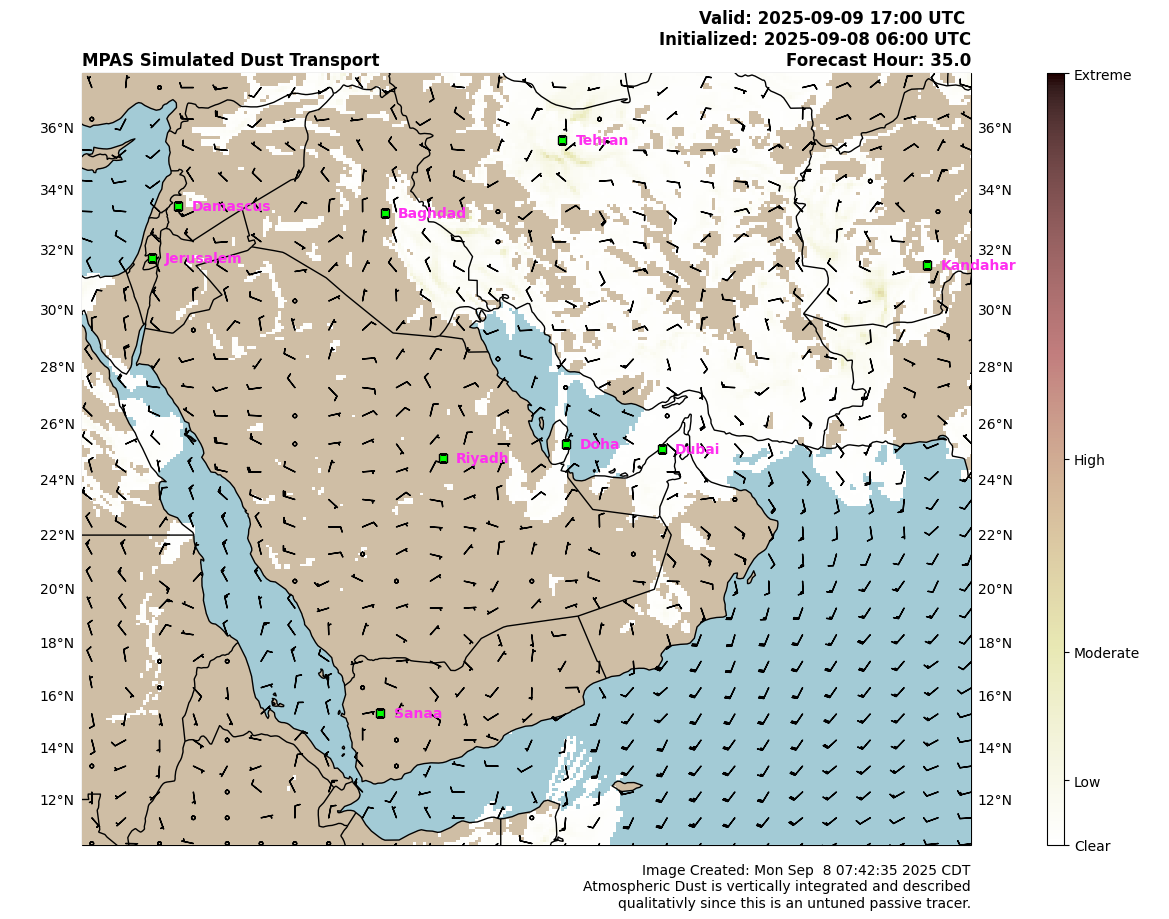 Valid: 2025-09-09 17:00 UTC
Initialized: 2025-09-08 06:00 UTC
MPAS Simulated Dust Transport
Forecast Hour: 35.0
Extreme
36°N
Tehran
36°N
34°N
Damascus
Baghdad
34°N
32°N
Jerusalem
32°N
Kandahar
30°N
30°N
28°N
28°N
26°N
Doha
Dubai
26°N
Riyadh
High
24°N
24°N
22°N
22°N
20°N
20°N
18°N
18°N
Moderate
16°N
Sanaa
16°N
14°N
14°N
Low
12°N
12°N
Clear
Image Created: Mon Sep  8 07:42:35 2025 CDT
Atmospheric Dust is vertically integrated and described
qualitativly since this is an untuned passive tracer.